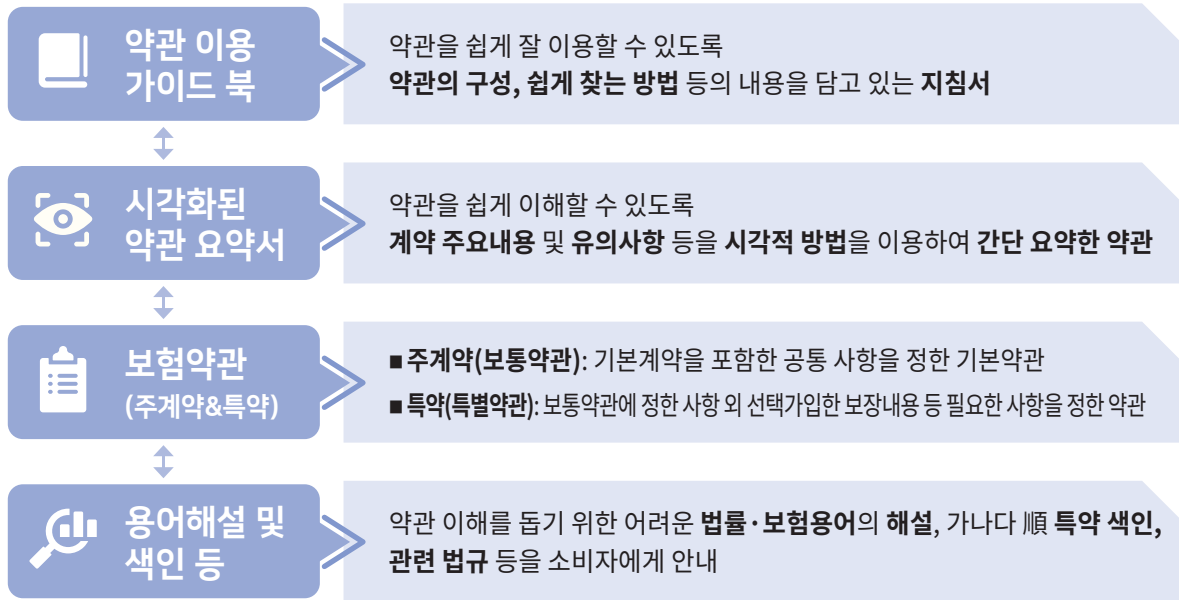 약관 이용
가이드 북
약관을 쉽게 잘 이용할 수 있도록
약관의 구성, 쉽게 찾는 방법 등의 내용을 담고 있는 지침서
시각화된
약관 요약서
약관을 쉽게 이해할 수 있도록
계약 주요내용 및 유의사항 등을 시각적 방법을 이용하여 간단 요약한 약관
보험약관
(주계약&특약)
■ 주계약(보통약관): 기본계약을 포함한 공통 사항을 정한 기본약관
■ 특약(특별약관): 보통약관에 정한 사항 외 선택가입한 보장내용 등 필요한 사항을 정한 약관
용어해설 및
색인 등
약관 이해를 돕기 위한 어려운 법률·보험용어의 해설, 가나다 順 특약 색인,
관련 법규 등을 소비자에게 안내